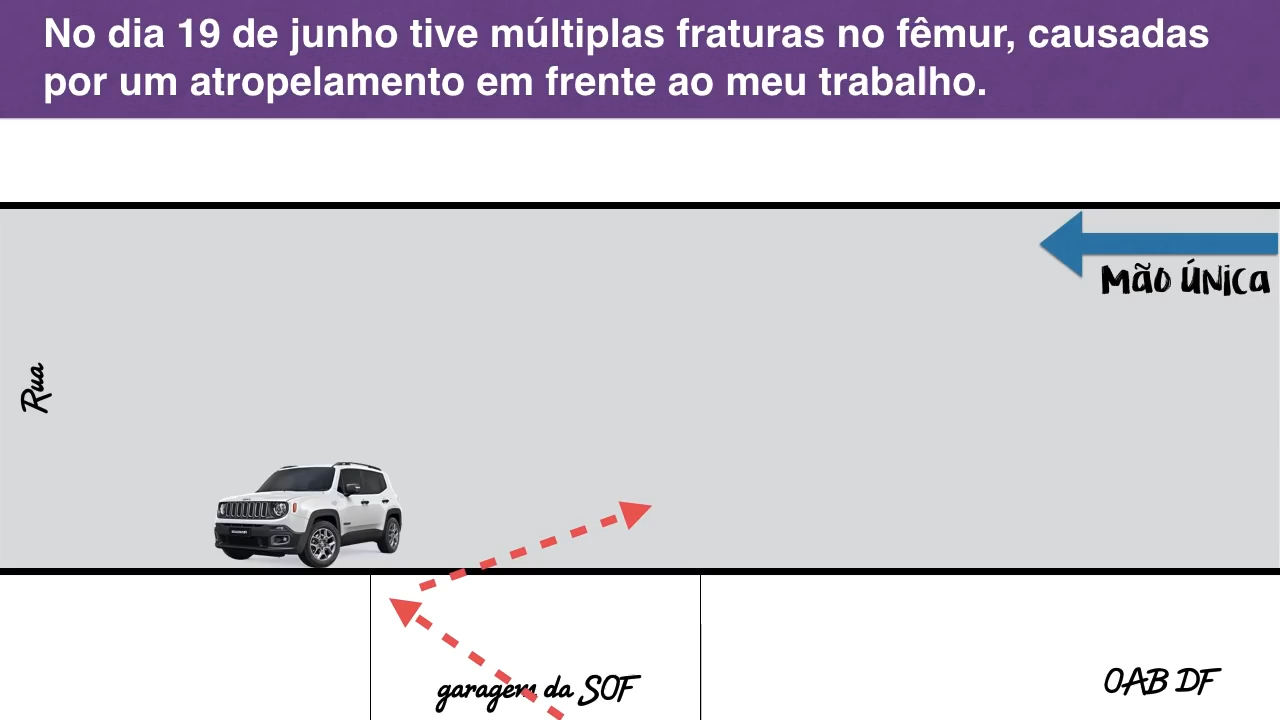 No dia 19 de junho tive múltiplas fraturas no fêmur, causadas
por um atropelamento em frente ao meu trabalho.
Mão ÚNica
Rua
garagem da SOF
OAB DF